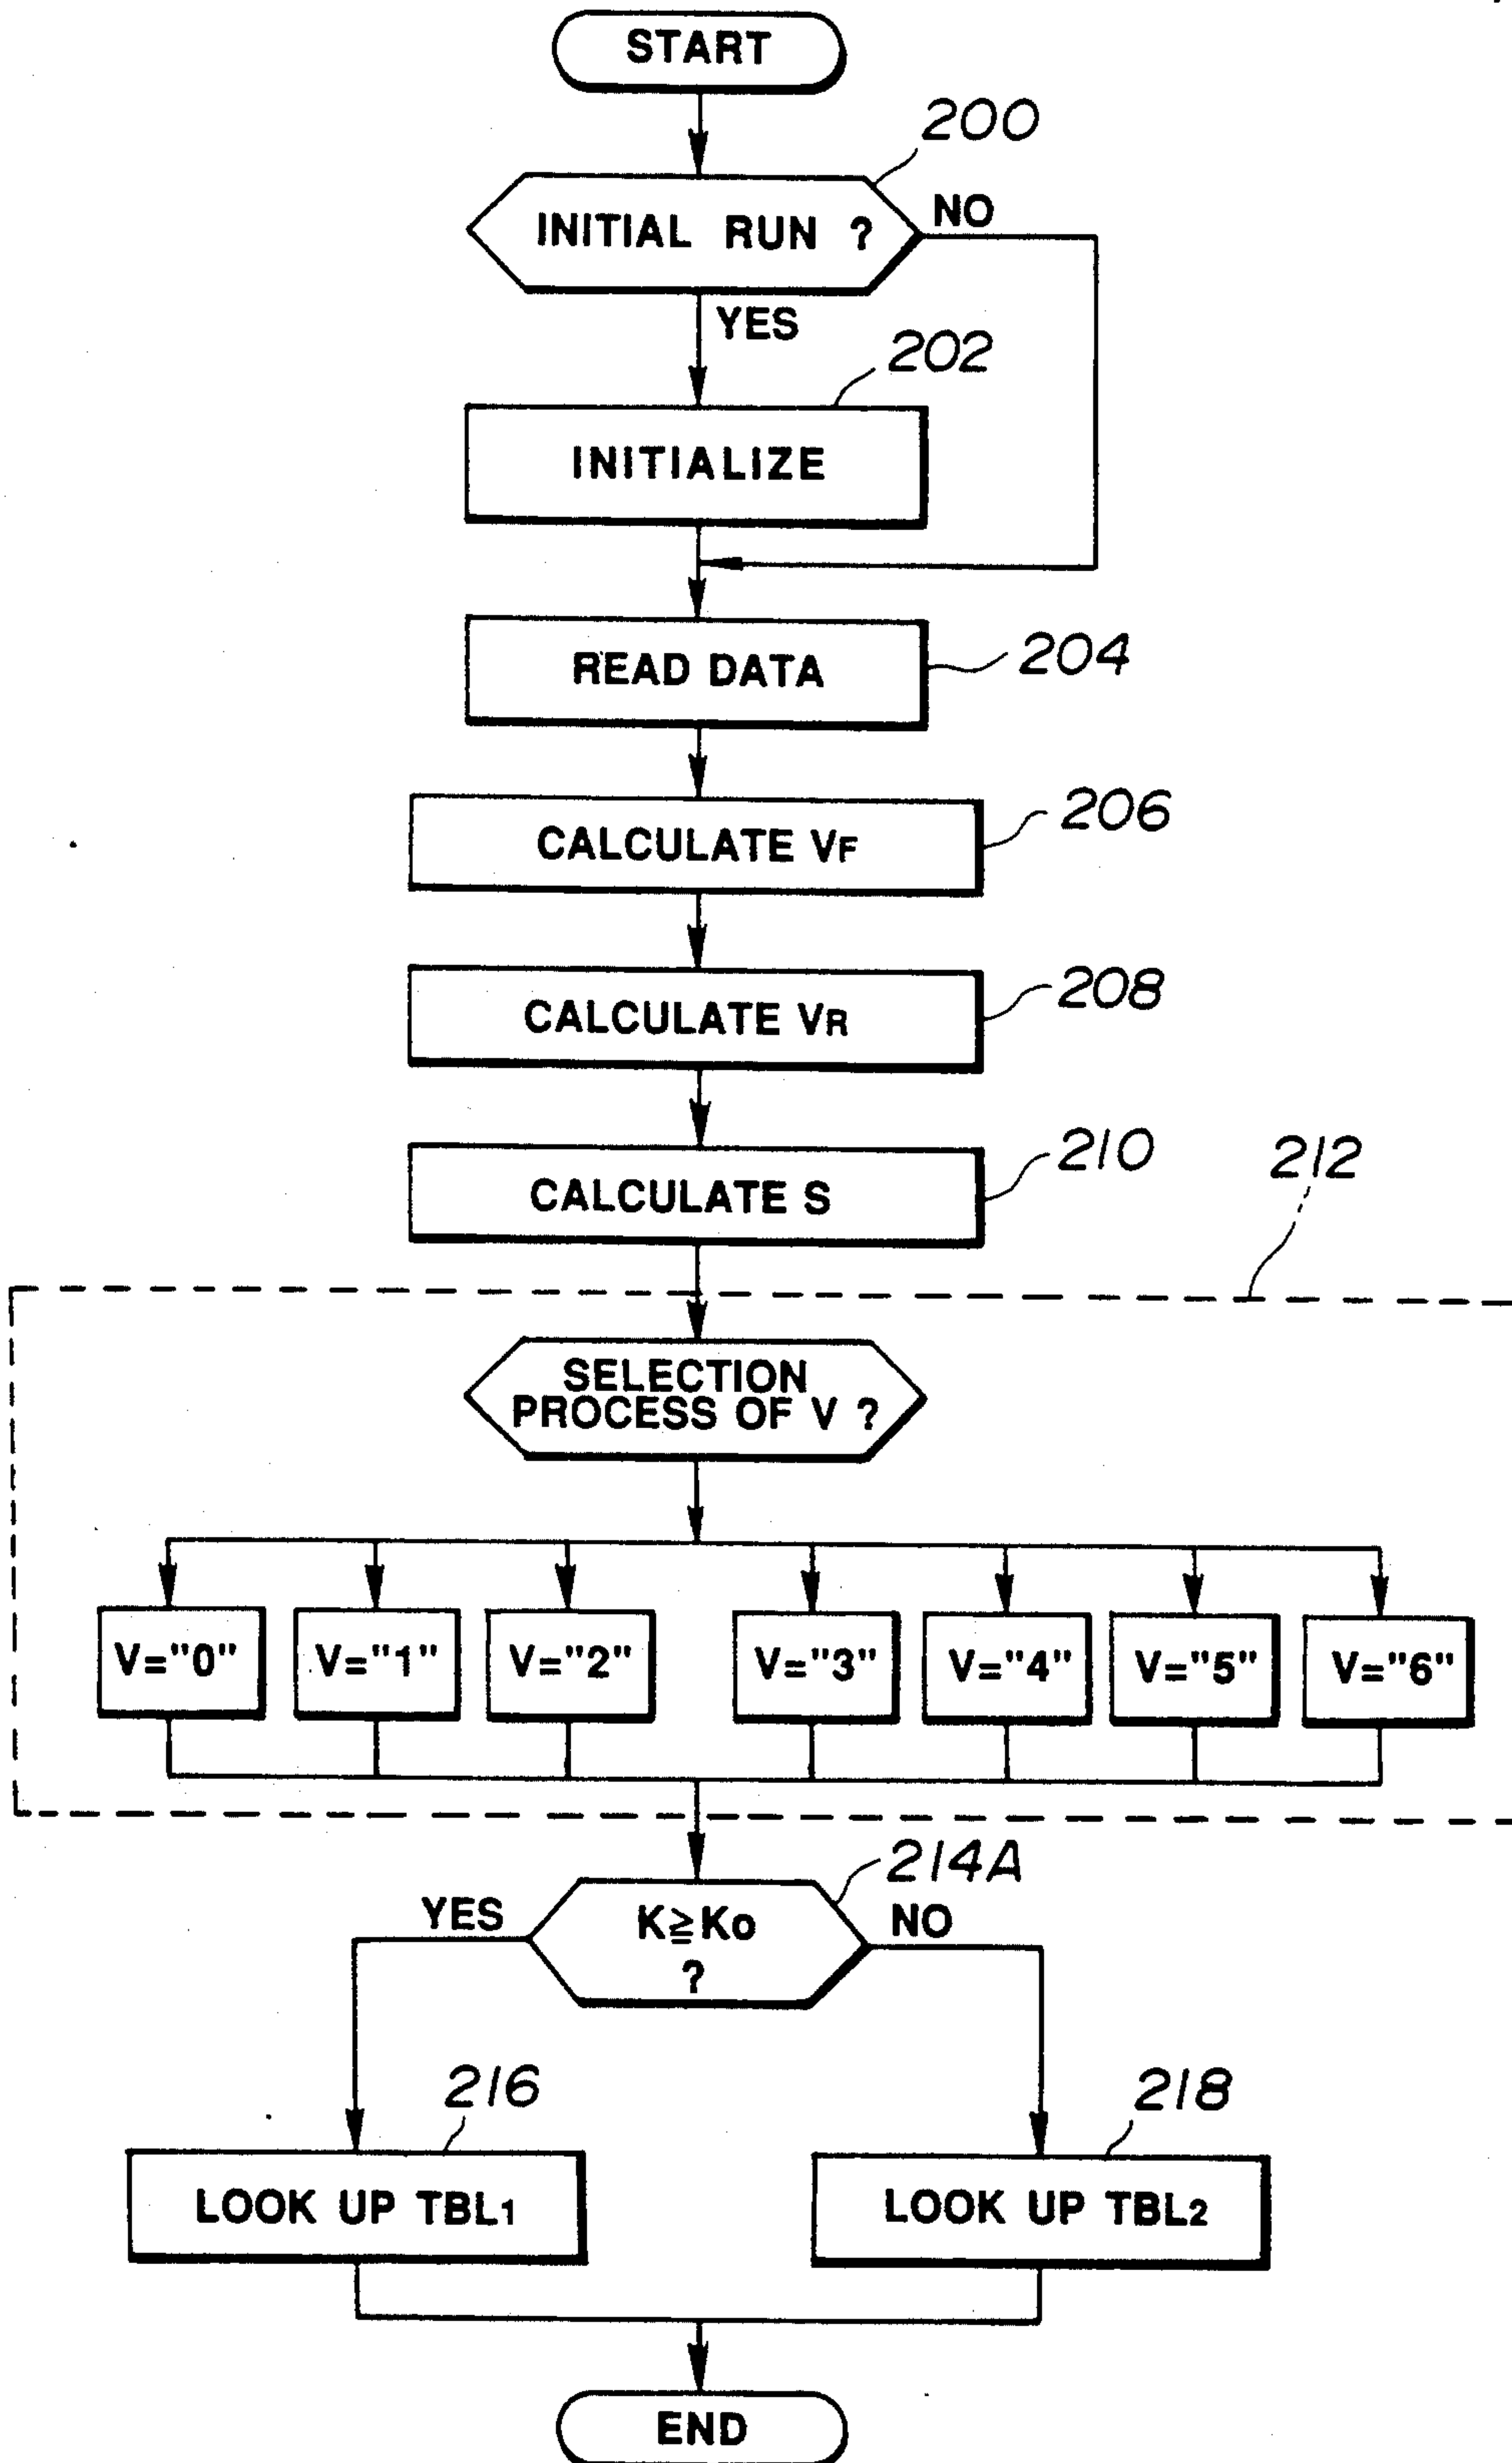 START
200
INITIAL RUN ?
NO
YES
202
INITIALIZE
READ DATA
204
CALCULATE VF
206
CALCULATE VR
208
CALCULATE S
210
212
SELECTION
PROCESS OF V ?
V="0"
V="1"
V="2"
V="3"
V="4"
V="5"
V="6"
214A
YES
K≧Ko
?
NO
216
218
LOOK UP TBL1
LOOK UP TBL2
END